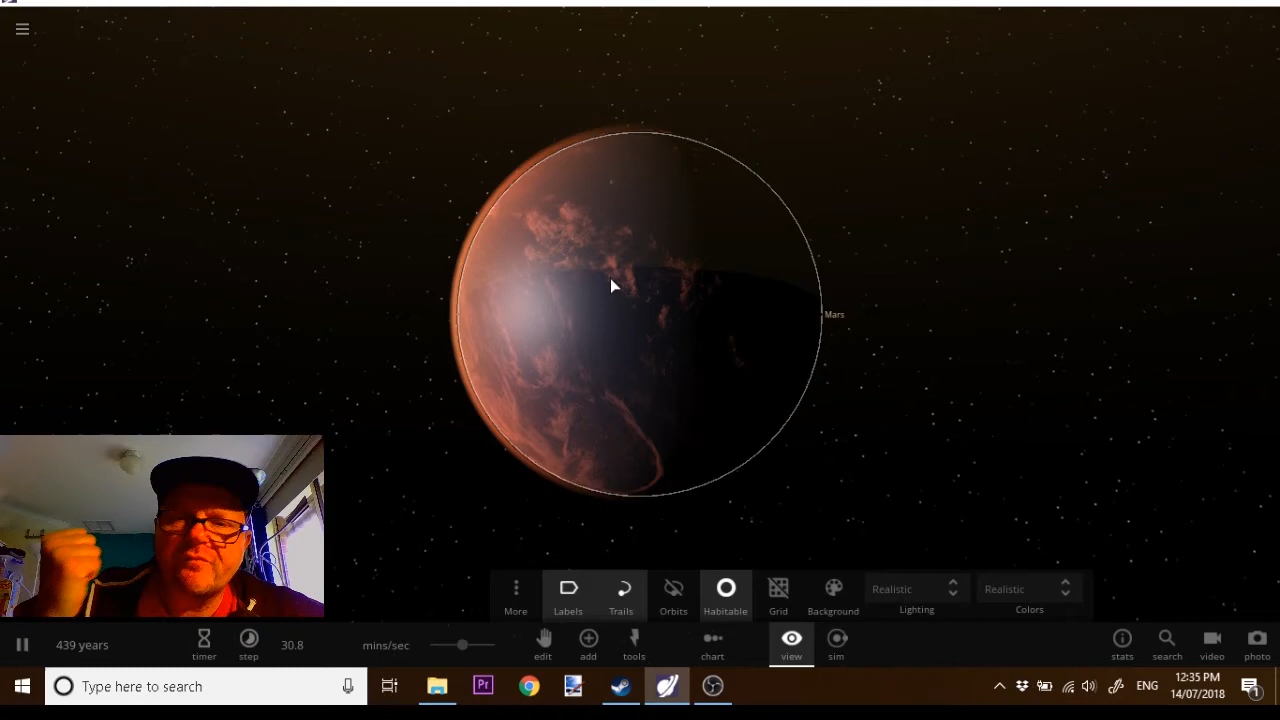 Mars
More
Labels
Trails
Orbits
Habitable
Grid
Background
Realistic
Lighting
Realistic
Colors
439 years
timer
step
30.8
mins/sec
edit
add
tools
chart
view
sim
stats
search
video
photo
Type here to search
Pr
ENG
12:35 PM
14/07/2018
1